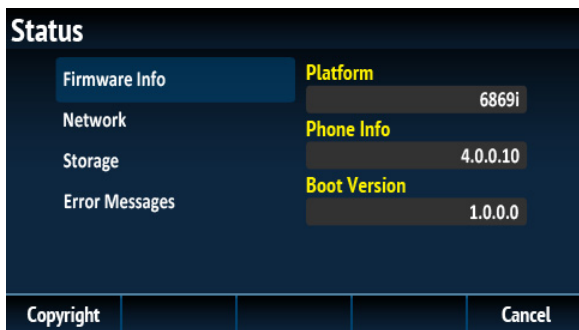 Status
Firmware Info
Network
Storage
Error Messages
Platform
6869i
Phone Info
4.0.0.10
Boot Version
1.0.0.0
Copyright
Cancel